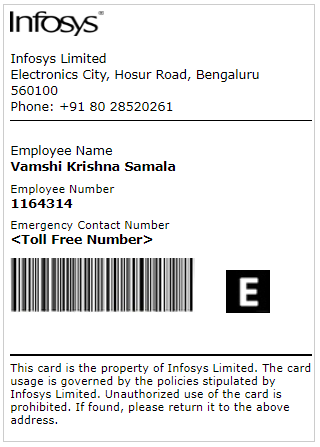 Infosys®
Infosys Limited
Electronics City, Hosur Road, Bengaluru
560100
Phone: +91 80 28520261
Employee Name
Vamshi Krishna Samala
Employee Number
1164314
Emergency Contact Number
<Toll Free Number>
E
This card is the property of Infosys Limited. The card
usage is governed by the policies stipulated by
Infosys Limited. Unauthorized use of the card is
prohibited. If found, please return it to the above
address.